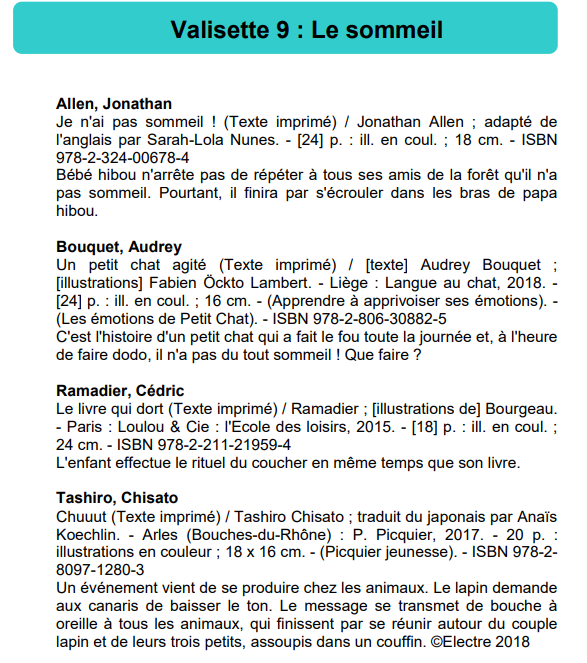 Valisette 9 : Le sommeil
Allen, Jonathan
Je n'ai pas sommeil ! (Texte imprimé) / Jonathan Allen ; adapté de
l'anglais par Sarah-Lola Nunes. - [24] p. : ill. en coul. ; 18 cm. - ISBN
978-2-324-00678-4
Bébé hibou n'arrête pas de répéter à tous ses amis de la forêt qu'il n'a
pas sommeil. Pourtant, il finira par s'écrouler dans les bras de papa
hibou.
Bouquet, Audrey
Un petit chat agité (Texte imprimé) / [texte] Audrey Bouquet ;
[illustrations] Fabien Öckto Lambert. - Liège : Langue au chat, 2018. -
[24] p. : ill. en coul. ; 16 cm. - (Apprendre à apprivoiser ses émotions). -
(Les émotions de Petit Chat). - ISBN 978-2-806-30882-5
C'est l'histoire d'un petit chat qui a fait le fou toute la journée et, à l'heure
de faire dodo, il n'a pas du tout sommeil ! Que faire ?
Ramadier, Cédric
Le livre qui dort (Texte imprimé) / Ramadier ; [illustrations de] Bourgeau.
- Paris : Loulou & Cie : l'Ecole des loisirs, 2015. - [18] p. : ill. en coul. ;
24 cm. - ISBN 978-2-211-21959-4
L'enfant effectue le rituel du coucher en même temps que son livre.
Tashiro, Chisato
Chuuut (Texte imprimé) / Tashiro Chisato ; traduit du japonais par Anaïs
Koechlin. - Arles (Bouches-du-Rhône) : P. Picquier, 2017. - 20 p. :
illustrations en couleur ; 18 x 16 cm. - (Picquier jeunesse). - ISBN 978-2-
8097-1280-3
Un événement vient de se produire chez les animaux. Le lapin demande
aux canaris de baisser le ton. Le message se transmet de bouche à
oreille à tous les animaux, qui finissent par se réunir autour du couple
lapin et de leurs trois petits, assoupis dans un couffin. ©Electre 2018